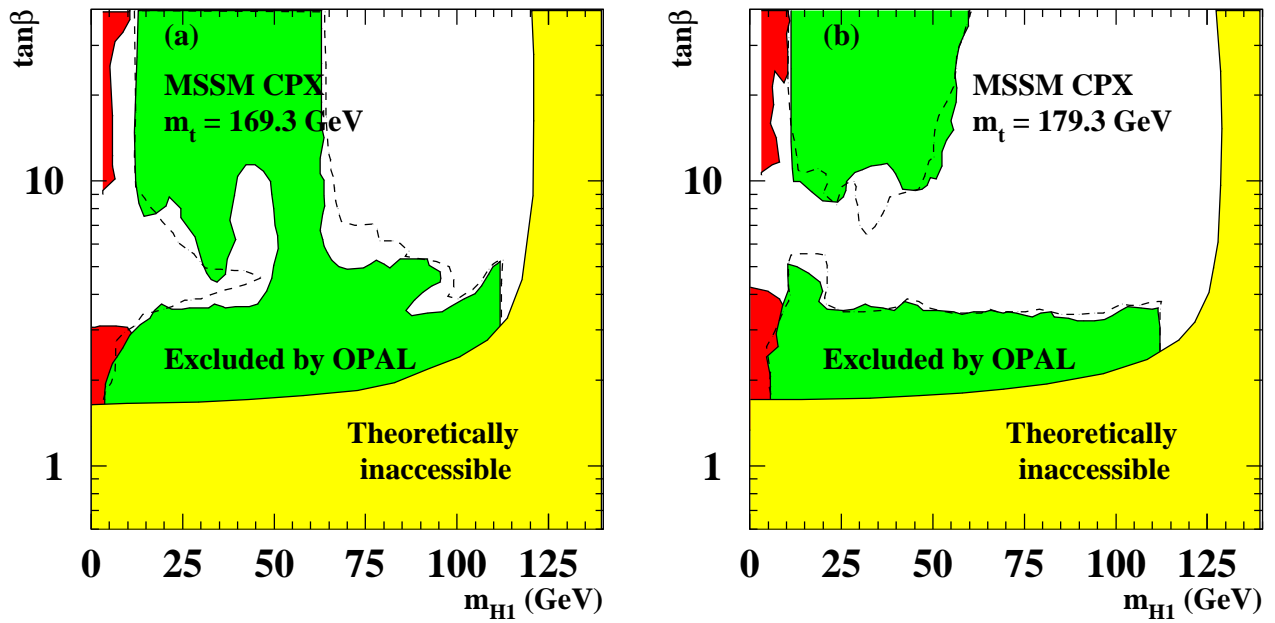 tanβ
(a)
MSSM CPX
m_t = 169.3 GeV
10
Excluded by OPAL
Theoretically
inaccessible
1
0 25 50 75 100 125
m_H1 (GeV)
tanβ
(b)
MSSM CPX
m_t = 179.3 GeV
10
Excluded by OPAL
Theoretically
inaccessible
1
0 25 50 75 100 125
m_H1 (GeV)